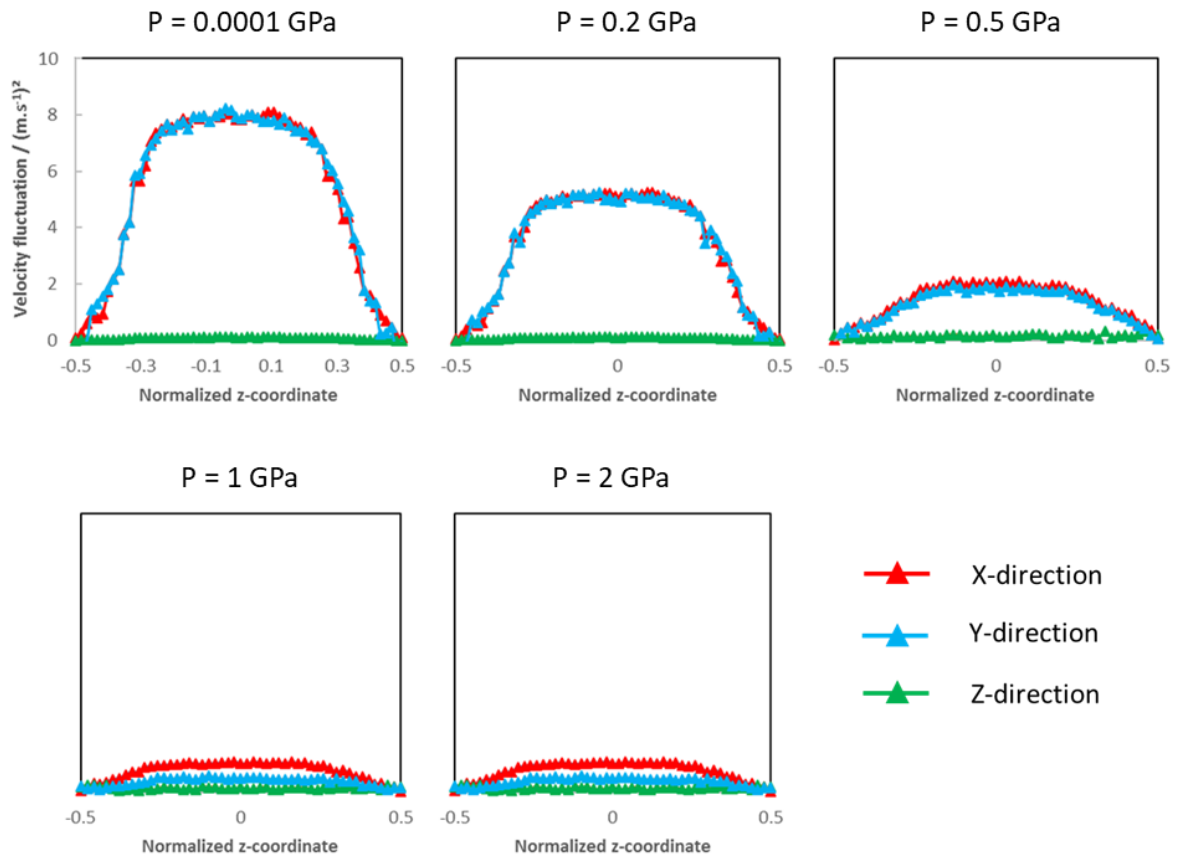 P = 0.0001 GPa
P = 0.2 GPa
P = 0.5 GPa
Velocity fluctuation / (m.s⁻¹)²
10
8
6
4
2
0
-0.5 -0.3 -0.1 0.1 0.3 0.5
-0.5 0 0.5
-0.5 0 0.5
Normalized z-coordinate
Normalized z-coordinate
Normalized z-coordinate
P = 1 GPa
P = 2 GPa
-0.5 0 0.5
-0.5 0 0.5
Normalized z-coordinate
Normalized z-coordinate
X-direction
Y-direction
Z-direction